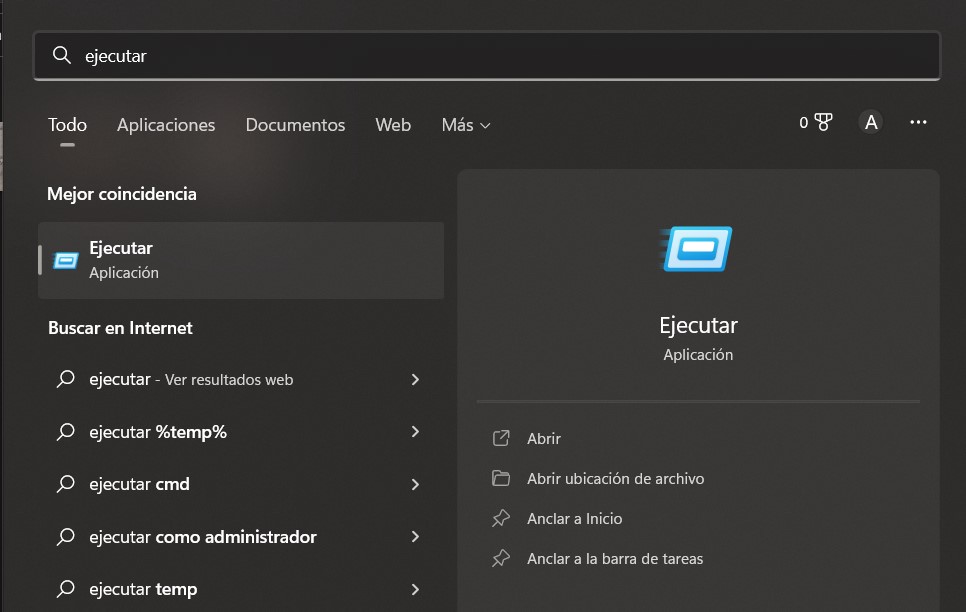 ejecutar
Todo Aplicaciones Documentos Web Más 0 A
Mejor coincidencia
Ejecutar
Aplicación
Buscar en Internet
ejecutar - Ver resultados web
ejecutar %temp%
ejecutar cmd
ejecutar como administrador
ejecutar temp
Ejecutar
Aplicación
Abrir
Abrir ubicación de archivo
Anclar a Inicio
Anclar a la barra de tareas